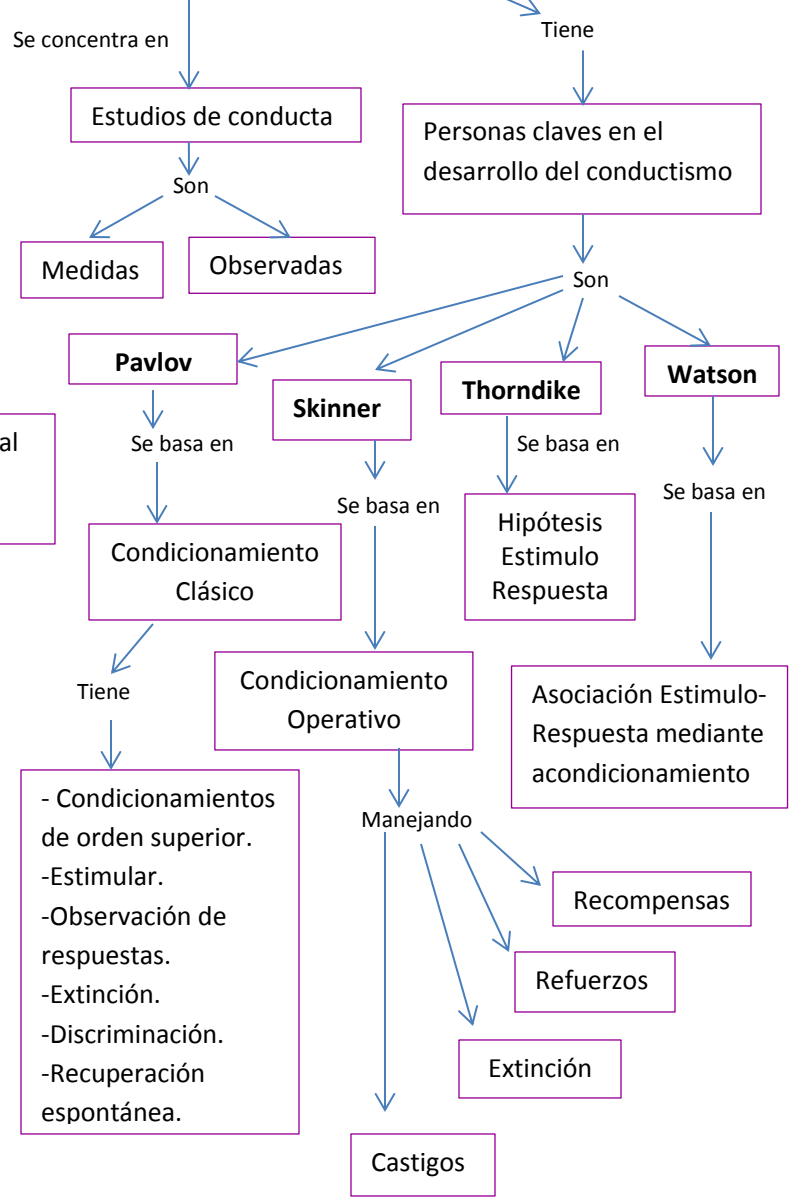 Se concentra en
Tiene
Estudios de conducta
Personas claves en el
desarrollo del conductismo
Son
Medidas
Observadas
Son
Pavlov
Skinner
Thorndike
Watson
al
Se basa en
Se basa en
Se basa en
Se basa en
Condicionamiento
Clásico
Hipótesis
Estimulo
Respuesta
Tiene
Condicionamiento
Operativo
Asociación Estimulo-
Respuesta mediante
acondicionamiento
- Condicionamientos
de orden superior.
-Estimular.
-Observación de
respuestas.
-Extinción.
-Discriminación.
-Recuperación
espontánea.
Manejando
Recompensas
Refuerzos
Extinción
Castigos